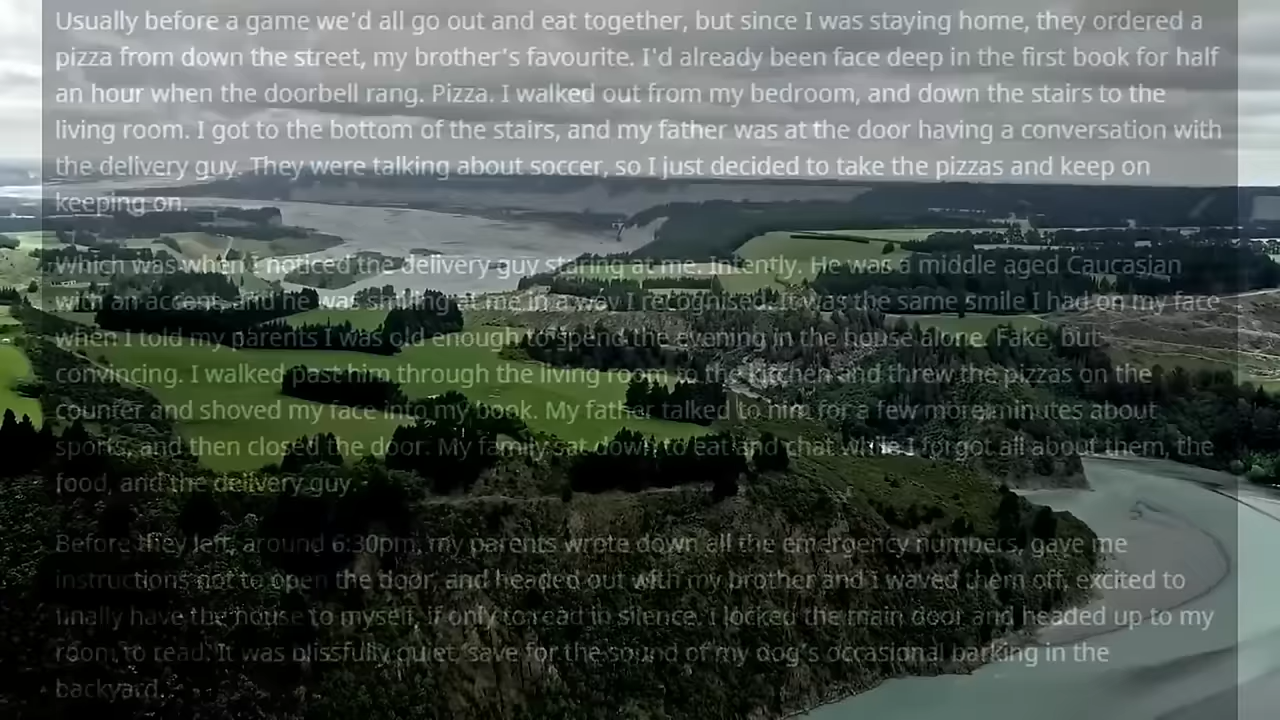 Usually before a game we'd all go out and eat together, but since I was staying home, they ordered a
pizza from down the street, my brother's favourite. I'd already been face deep in the first book for half
an hour when the doorbell rang. Pizza. I walked out from my bedroom, and down the stairs to the
living room. I got to the bottom of the stairs, and my father was at the door having a conversation with
the delivery guy. They were talking about soccer, so I just decided to take the pizzas and keep on
keeping on.
which was when I noticed the delivery guy staring at me intently. He was a middle aged Caucasian
with an accent, and he was smiling at me in a way I recognised. It was the same smile I had on my face
when I told my parents I was old enough to spend the evening in the house alone. Fake, but
convincing. I walked past him through the living room to the kitchen and threw the pizzas on the
counter and shoved my face into my book. My father talked to him for a few more minutes about
sports, and then closed the door. My family sat down to eat and chat while I forgot all about them, the
food, and the delivery guy.
Before they left, around 6:30pm, my parents wrote down all the emergency numbers, gave me
instructions not to open the door, and headed out with my brother and I waved them off, excited to
finally have the house to myself, if only to read in silence. I locked the main door and headed up to my
room to read. It was blissfully quiet, save for the sound of my dog's occasional barking in the
backyard.